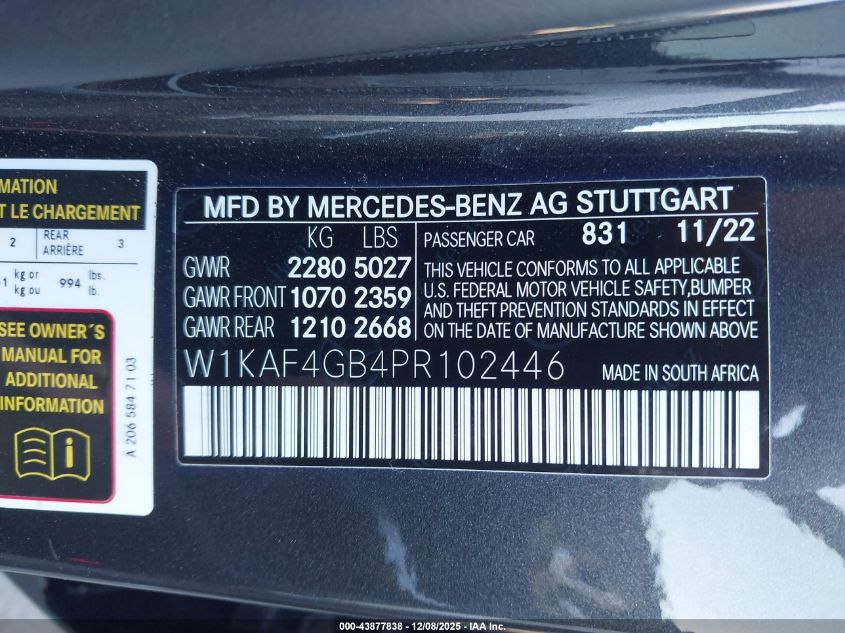 MATION
T LE CHARGEMENT
2 REAR ARRIÈRE 3
1 kg or kg ou 994 lbs. lb.
SEE OWNER´S
MANUAL FOR
ADDITIONAL
INFORMATION
A 206 584 71 03
MFD BY MERCEDES-BENZ AG STUTTGART
KG LBS
GWWR 2280 5027
GAWR FRONT 1070 2359
GAWR REAR 1210 2668
PASSENGER CAR 831 11/22
THIS VEHICLE CONFORMS TO ALL APPLICABLE
U.S. FEDERAL MOTOR VEHICLE SAFETY,BUMPER
AND THEFT PREVENTION STANDARDS IN EFFECT
ON THE DATE OF MANUFACTURE SHOWN ABOVE
W1KAF4GB4PR102446
MADE IN SOUTH AFRICA
000-43877838 - 12/08/2025 - IAA Inc.